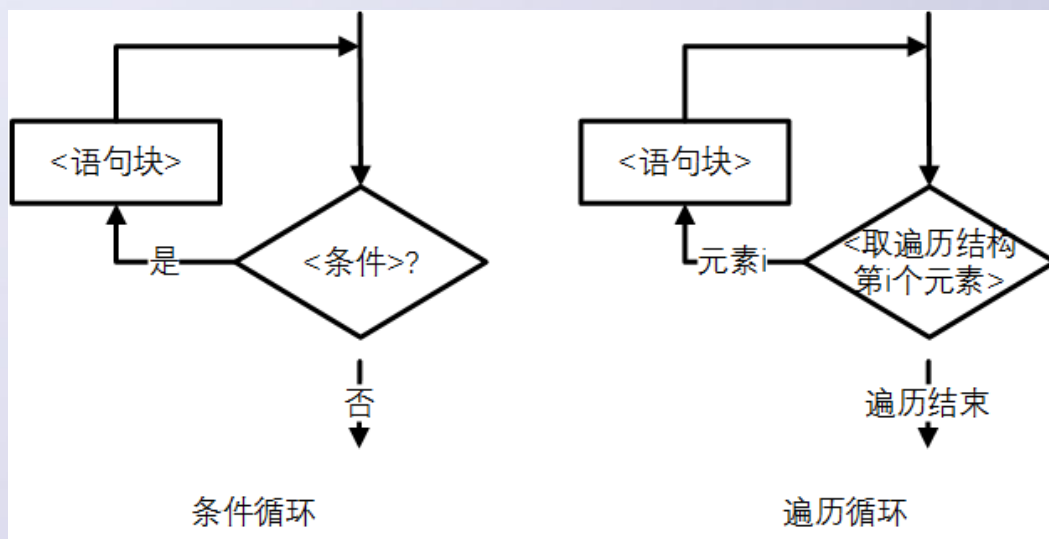 <语句块>
是
<条件>?
否
条件循环
<语句块>
元素i
<取遍历结构
第i个元素>
遍历结束
遍历循环